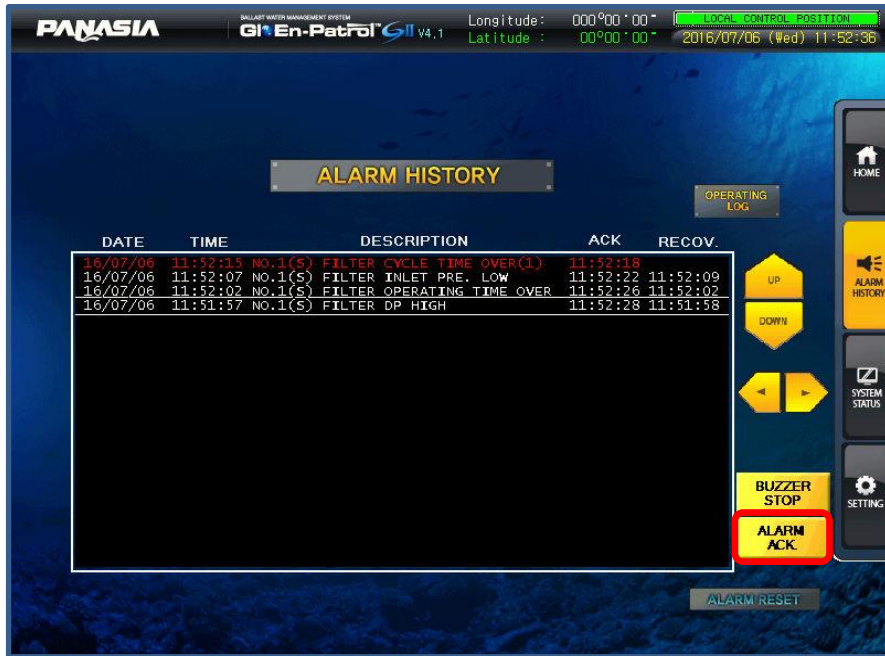 PANASIA
BALLAST WATER MANAGEMENT SYSTEM
GloEn-Patrol™ GII V4.1
Longitude: 000°00'00"
Latitude : 00°00'00"
LOCAL CONTROL POSITION
2016/07/06 (Wed) 11:52:36
ALARM HISTORY
OPERATING
LOG
DATE TIME DESCRIPTION ACK RECOV.
16/07/06 11:52:15 NO.1(S) FILTER CYCLE TIME OVER(1) 11:52:18
16/07/06 11:52:07 NO.1(S) FILTER INLET PRE. LOW 11:52:22 11:52:09
16/07/06 11:52:02 NO.1(S) FILTER OPERATING TIME OVER 11:52:26 11:52:02
16/07/06 11:51:57 NO.1(S) FILTER DP HIGH 11:52:28 11:51:58
UP
DOWN
BUZZER
STOP
ALARM
ACK.
ALARM RESET
HOME
ALARM
HISTORY
SYSTEM
STATUS
SETTING